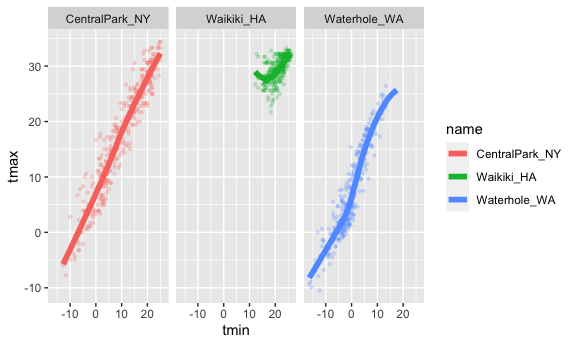 CentralPark_NY Waikiki_HA Waterhole_WA
30
20
10
0
-10
tmax
-10 0 10 20 -10 0 10 20 -10 0 10 20
tmin
name
CentralPark_NY
Waikiki_HA
Waterhole_WA